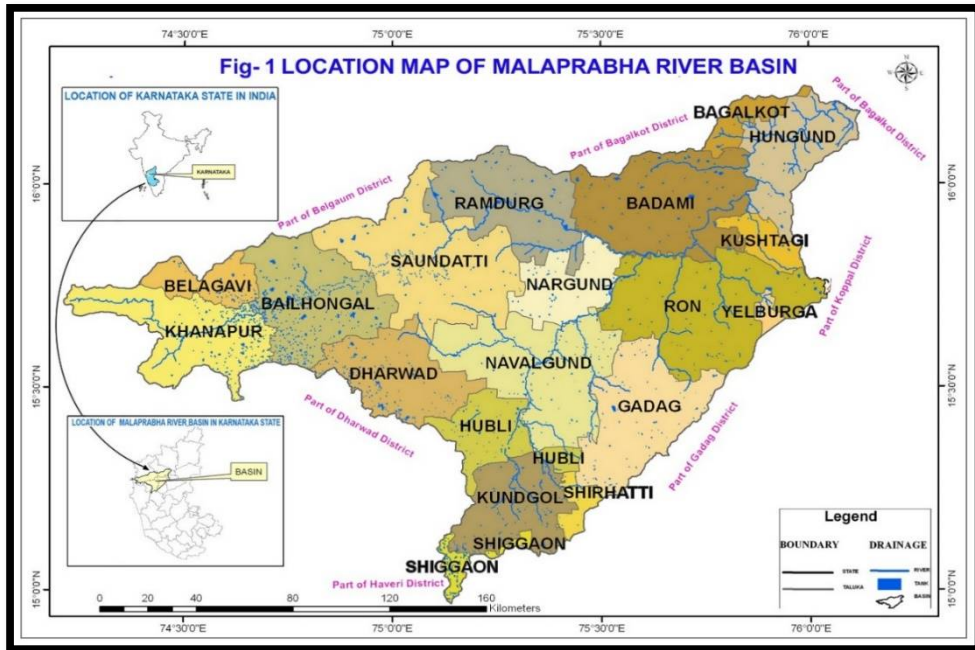 74°30'0"E 75°0'0"E 75°30'0"E 76°0'0"E
Fig- 1 LOCATION MAP OF MALAPRABHA RIVER BASIN
N
W E
S
LOCATION OF KARNATAKA STATE IN INDIA
KARNATAKA
KARNATAKA
Part of Bagalkot District
Part of Bagalkot District
Part of Belgaum District
Part of Koppal District
Part of Dharwad District
Part of Gadag District
Part of Haveri District
16°0'0"N 16°0'0"N
15°30'0"N 15°30'0"N
15°0'0"N 15°0'0"N
BAGALKOT
HUNGUND
RAMDURG
BADAMI
KUSHTAGI
SAUNDATTI
BELAGAVI
BAILHONGAL
NARGUND
RON
YELBURGA
KHANAPUR
NAVALGUND
DHARWAD
GADAG
HUBLI
HUBLI
KUNDGOL
SHIRHATTI
SHIGGAON
SHIGGAON
LOCATION OF MALAPRABHA RIVER BASIN IN KARNATAKA STATE
BASIN
Legend
BOUNDARY DRAINAGE
STATE RIVER
TALUKA TANK
BASIN
0 20 40 80 120 160
Kilometers
74°30'0"E 75°0'0"E 75°30'0"E 76°0'0"E